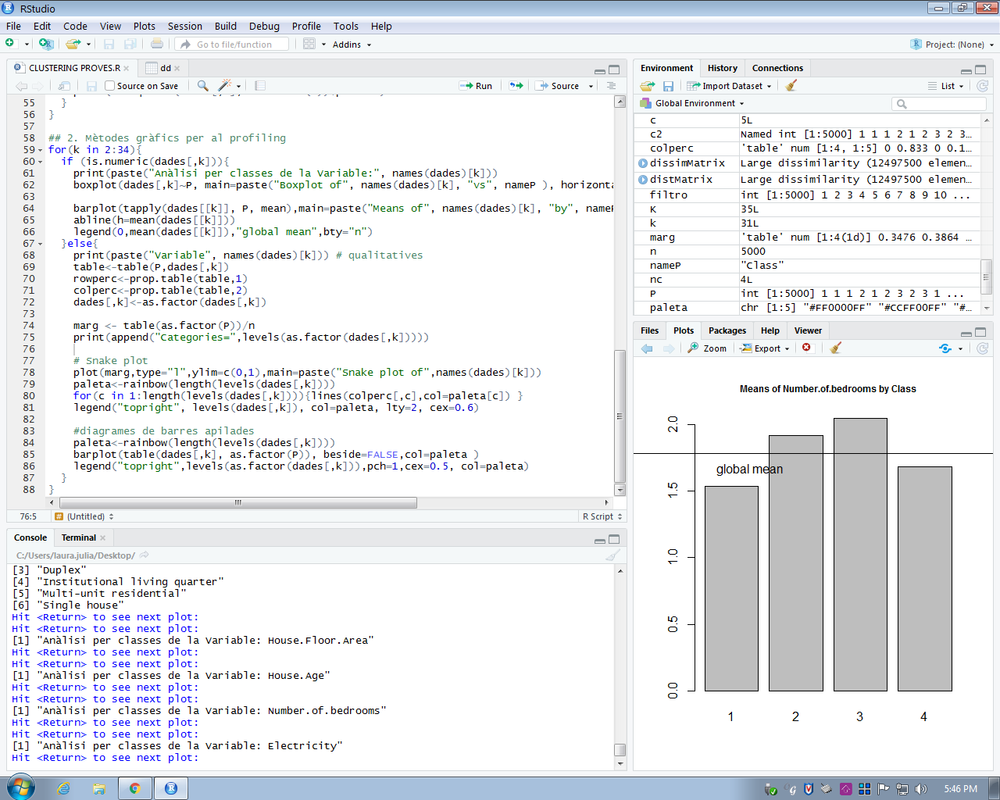 RStudio
File Edit Code View Plots Session Build Debug Profile Tools Help
Go to file/function Addins Project: (None)
CLUSTERING PROVES.R dd
Source on Save Run Source
55 }
56 }
57
58 ## 2. Mètodes gràfics per al profiling
59 for(k in 2:34){
60 if (is.numeric(dades[,k])){
61 print(paste("Anàlisi per classes de la Variable:", names(dades)[k]))
62 boxplot(dades[,k]~P, main=paste("Boxplot of", names(dades)[k], "vs", nameP ), horizonta
63
64 barplot(tapply(dades[[k]], P, mean),main=paste("Means of", names(dades)[k], "by", nameP
65 abline(h=mean(dades[[k]]))
66 legend(0,mean(dades[[k]]),"global mean",bty="n")
67 }else{
68 print(paste("Variable", names(dades)[k])) # qualitatives
69 table<-table(P,dades[,k])
70 rowperc<-prop.table(table,1)
71 colperc<-prop.table(table,2)
72 dades[,k]<-as.factor(dades[,k])
73
74 marg <- table(as.factor(P))/n
75 print(append("Categories=",levels(as.factor(dades[,k]))))
76
77 # Snake plot
78 plot(marg,type="l",ylim=c(0,1),main=paste("Snake plot of",names(dades)[k]))
79 paleta<-rainbow(length(levels(dades[,k])))
80 for(c in 1:length(levels(dades[,k]))){lines(colperc[,c],col=paleta[c]) }
81 legend("topright", levels(dades[,k]), col=paleta, lty=2, cex=0.6)
82
83 #diagrames de barres apilades
84 paleta<-rainbow(length(levels(dades[,k])))
85 barplot(table(dades[,k], as.factor(P)), beside=FALSE,col=paleta )
86 legend("topright",levels(as.factor(dades[,k])),pch=1,cex=0.5, col=paleta)
87 }
88 }
76:5 # (Untitled) R Script
Console Terminal
C:/Users/laura.julia/Desktop/
[3] "Duplex"
[4] "Institutional living quarter"
[5] "Multi-unit residential"
[6] "Single house"
Hit <Return> to see next plot:
Hit <Return> to see next plot:
[1] "Anàlisi per classes de la Variable: House.Floor.Area"
Hit <Return> to see next plot:
Hit <Return> to see next plot:
[1] "Anàlisi per classes de la Variable: House.Age"
Hit <Return> to see next plot:
Hit <Return> to see next plot:
[1] "Anàlisi per classes de la Variable: Number.of.bedrooms"
Hit <Return> to see next plot:
Hit <Return> to see next plot:
[1] "Anàlisi per classes de la Variable: Electricity"
Hit <Return> to see next plot:
Environment History Connections
Import Dataset List
Global Environment
c 5L
c2 Named int [1:5000] 1 1 1 2 1 2 3 2 3…
colperc 'table' num [1:4, 1:5] 0 0.833 0 0.1…
dissimMatrix Large dissimilarity (12497500 elemen…
distMatrix Large dissimilarity (12497500 elemen…
filtro int [1:5000] 1 2 3 4 5 6 7 8 9 10 ...
K 35L
k 31L
marg 'table' num [1:4(1d)] 0.3476 0.3864 …
n 5000
nameP "Class"
nc 4L
P int [1:5000] 1 1 1 2 1 2 3 2 3 1 ...
paleta chr [1:5] "#FF0000FF" "#CCFF00FF" "#…
Files Plots Packages Help Viewer
Zoom Export
Means of Number.of.bedrooms by Class
2.0
global mean
1.5
1.0
0.5
0.0
1 2 3 4
5:46 PM